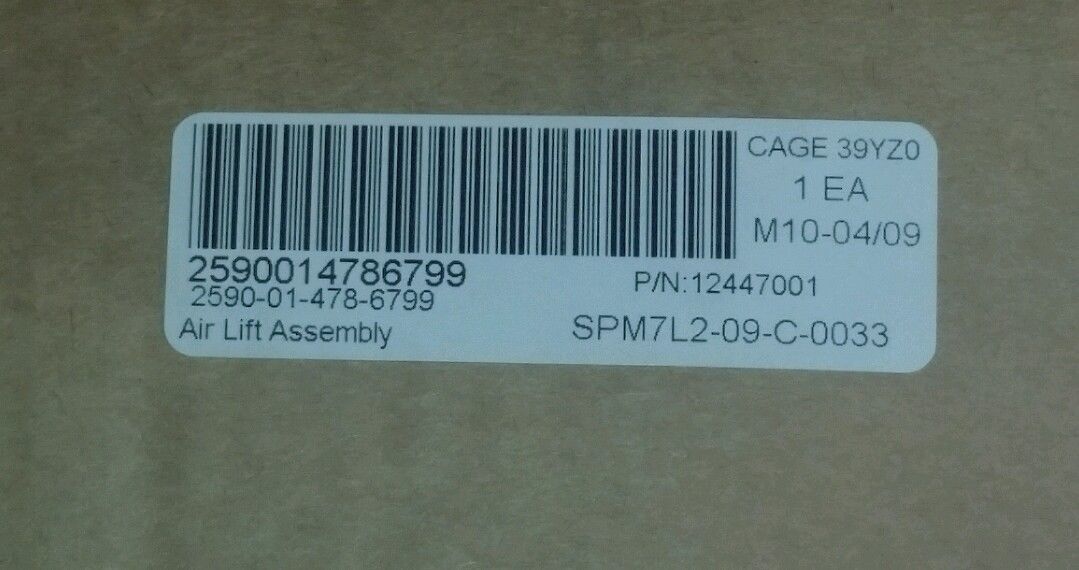 CAGE 39YZ0
1 EA
M10-04/09
2590014786799
2590-01-478-6799
P/N:12447001
Air Lift Assembly
SPM7L2-09-C-0033